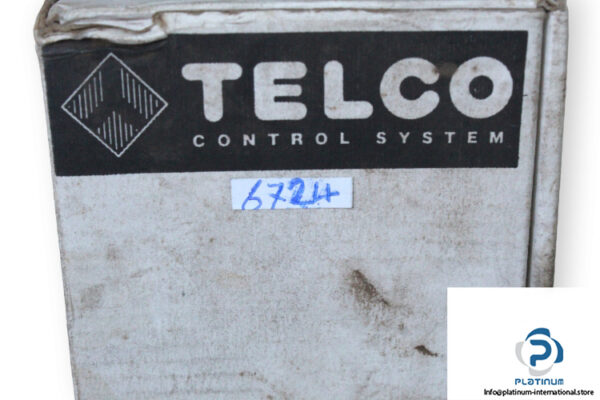 TELCO
CONTROL SYSTEM
6724
PLATINUM
Info@platinum-international.store